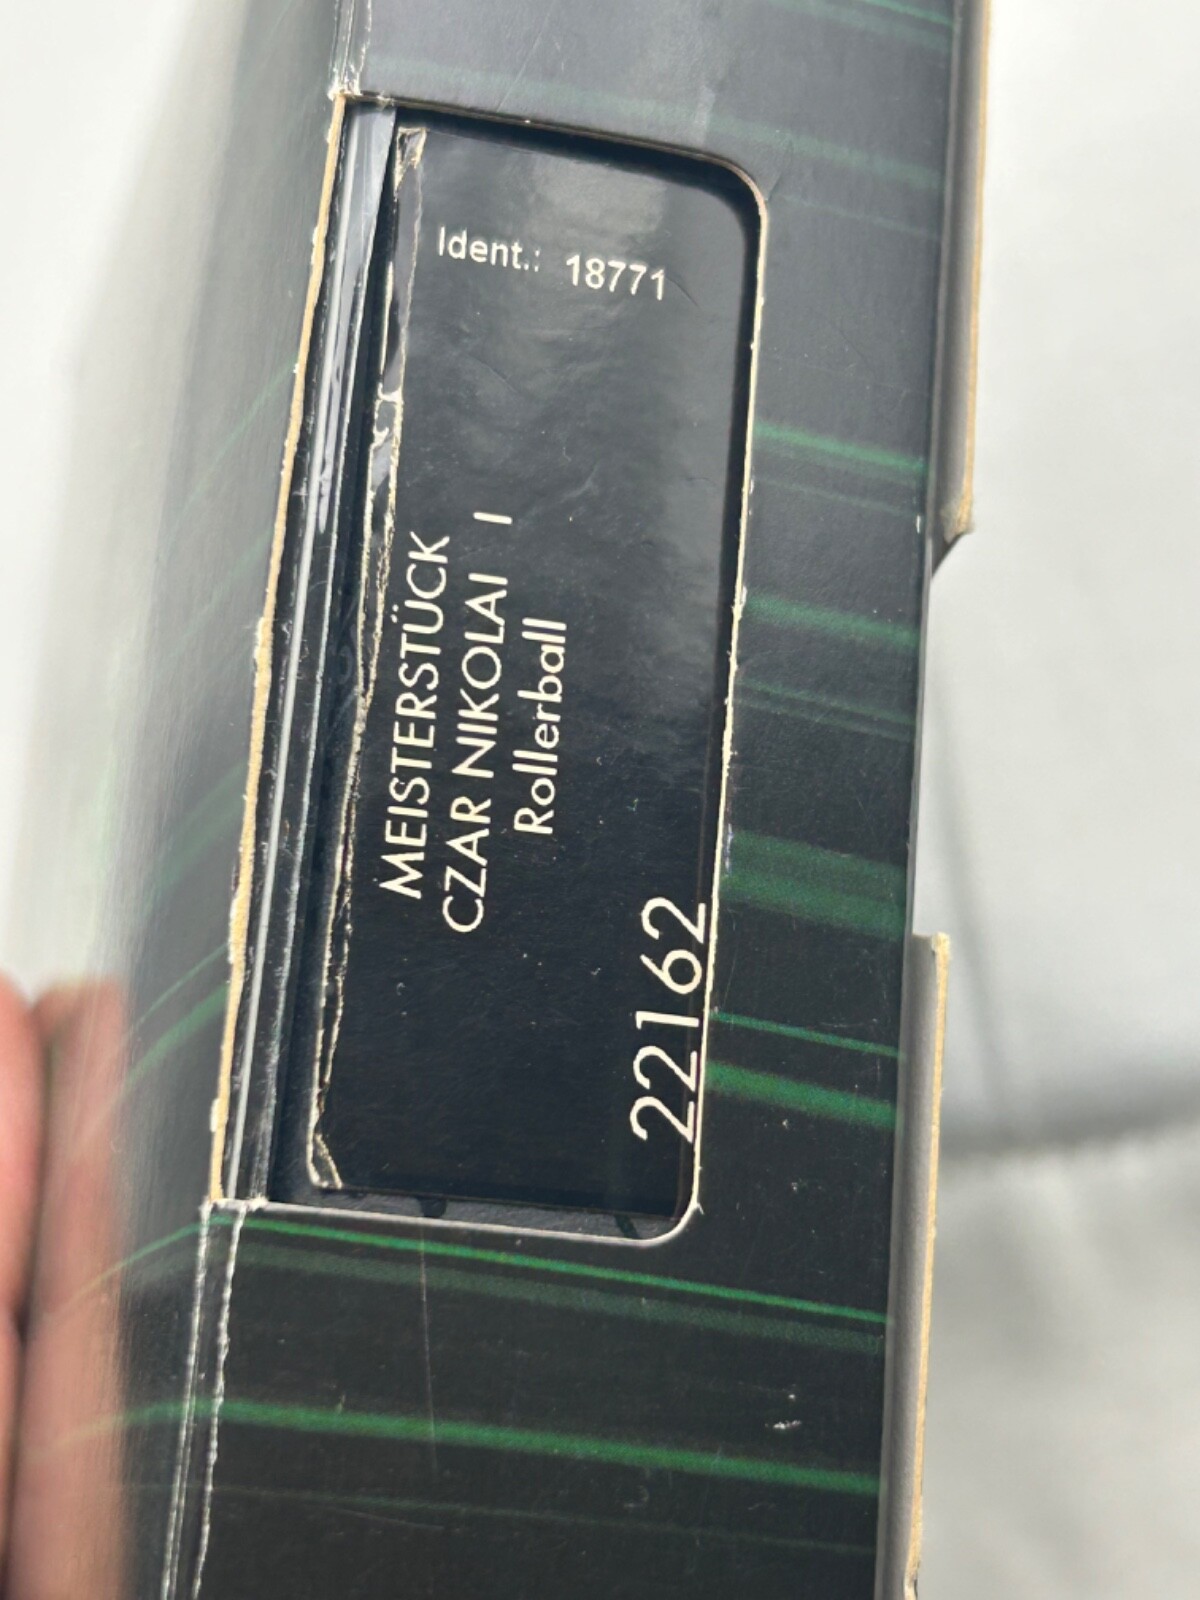 Ident.: 18771
MEISTERSTÜCK
CZAR NIKOLAI I
Rollerball
22162